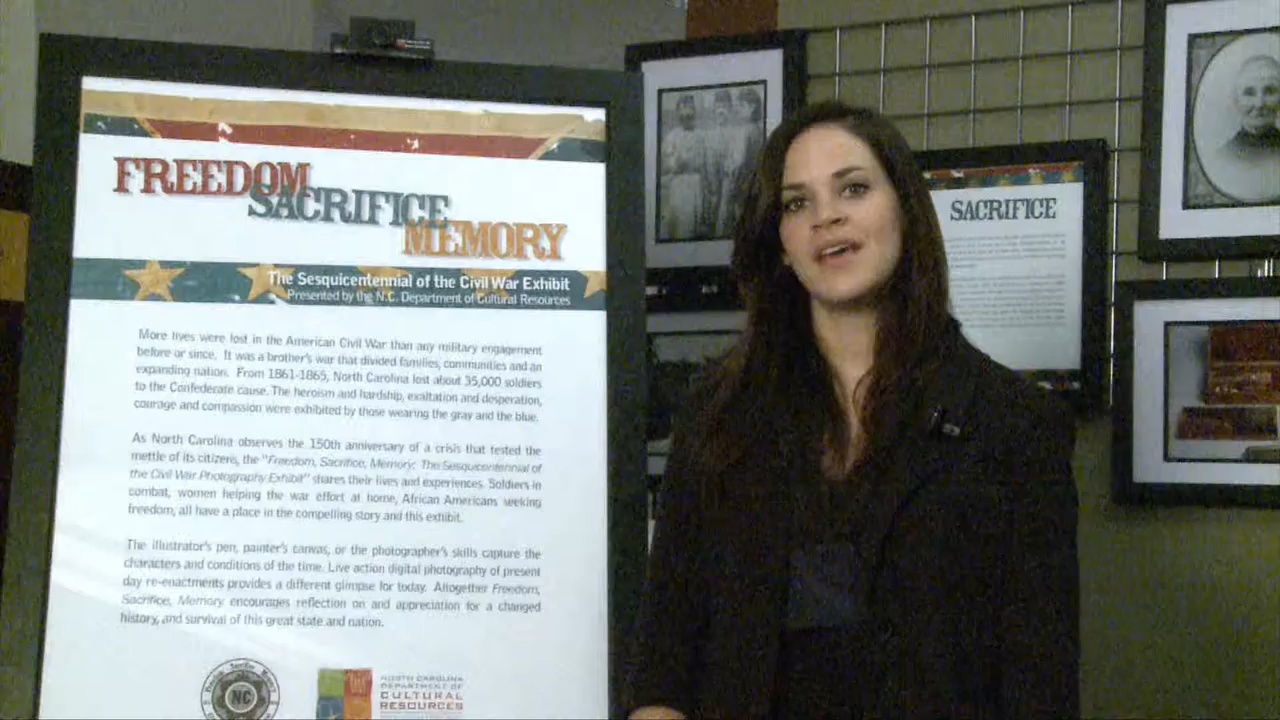 FREEDOM
SACRIFICE
MEMORY
The Sesquicentennial of the Civil War Exhibit
Presented by the N.C. Department of Cultural Resources
More lives were lost in the American Civil War than any military engagement
before or since. It was a brother's war that divided families, communities and an
expanding nation. From 1861-1865, North Carolina lost about 35,000 soldiers
to the Confederate cause. The heroism and hardship, exaltation and desperation,
courage and compassion were exhibited by those wearing the gray and the blue.
As North Carolina observes the 150th anniversary of a crisis that tested the
mettle of its citizens, the "Freedom, Sacrifice, Memory: The Sesquicentennial of
the Civil War Photography Exhibit" shares their lives and experiences. Soldiers in
combat, women helping the war effort at home, African Americans seeking
freedom, all have a place in the compelling story and this exhibit.
The illustrator's pen, painter's canvas, or the photographer's skills capture the
characters and conditions of the time. Live action digital photography of present
day re-enactments provides a different glimpse for today. Altogether Freedom,
Sacrifice, Memory encourages reflection on and appreciation for a changed
history, and survival of this great state and nation.
NC
NORTH CAROLINA
DEPARTMENT OF
CULTURAL
RESOURCES
SACRIFICE